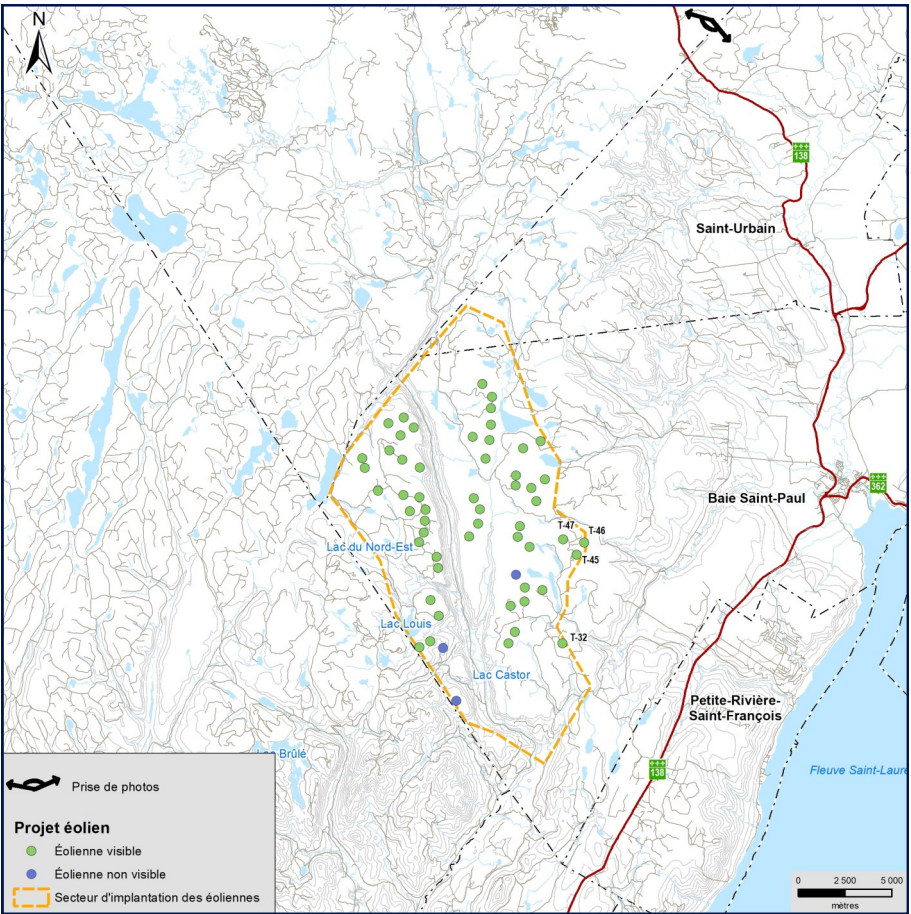 N
138
Saint-Urbain
Baie Saint-Paul
362
T-47
T-46
Lac du Nord-Est
T-45
Lac Louis
T-32
Lac Castor
Petite-Rivière-
Saint-François
Lac Brûlé
138
Fleuve Saint-Laure
Prise de photos
Projet éolien
Éolienne visible
Éolienne non visible
Secteur d'implantation des éoliennes
0 2 500 5 000
mètres